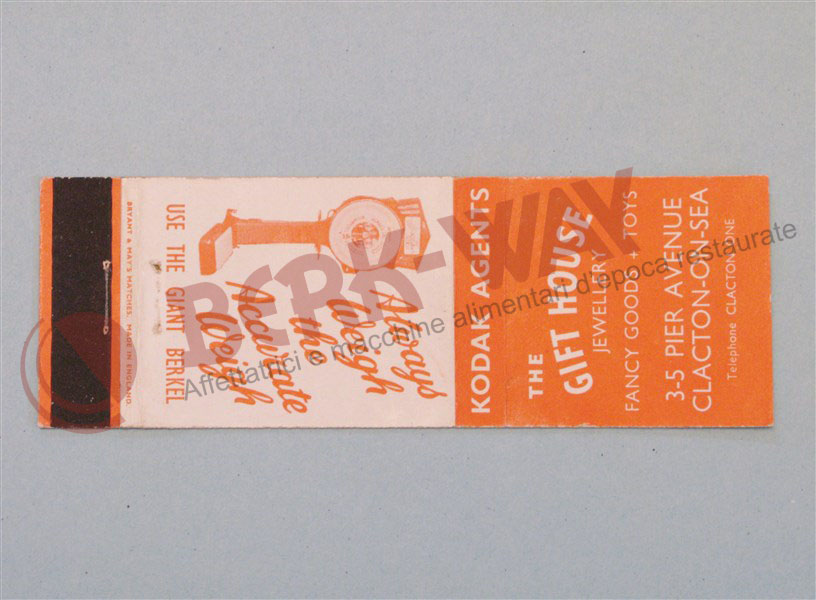 KODAK AGENTS
THE
GIFT HOUSE
JEWELLERY
FANCY GOODS + TOYS
3-5 PIER AVENUE
CLACTON-ON-SEA
Telephone CLACTON ONE
Always
Weigh
the
Accurate
Weigh
USE THE GIANT BERKEL
BRYANT & MAY'S MATCHES. MADE IN ENGLAND.
BERK-WAY
Affettatrici e macchine alimentari d'epoca restaurate